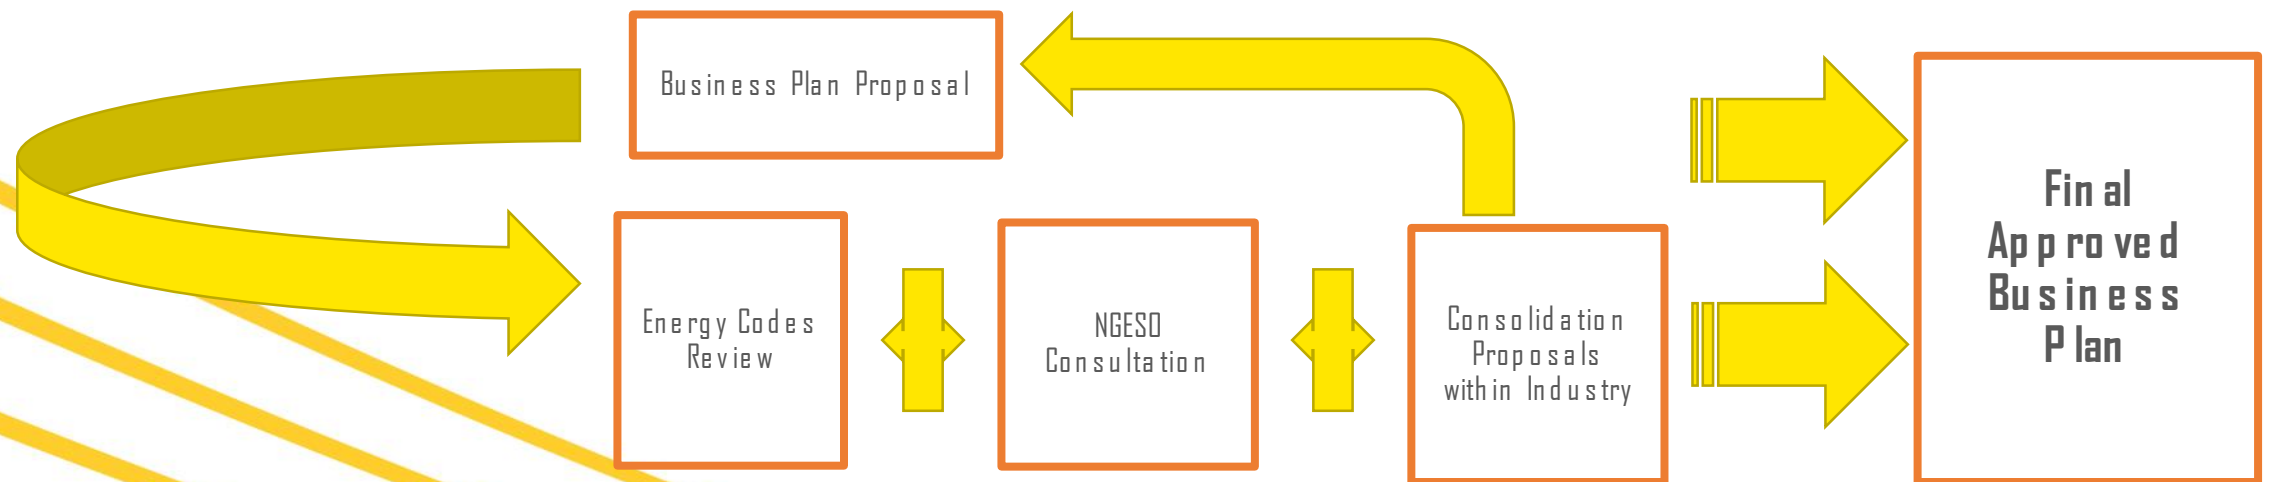 Business Plan Proposal
Energy Codes
Review
NGESO
Consultation
Consolidation
Proposals
within Industry
Final
Approved
Business
Plan